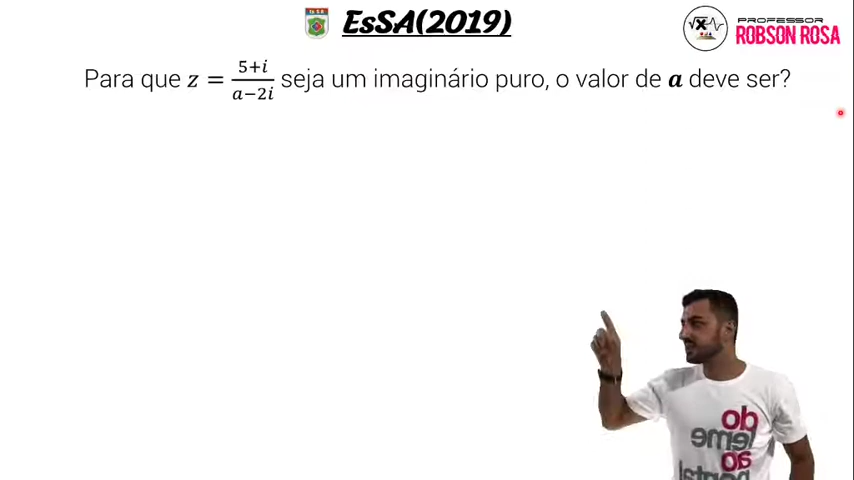 EsSA(2019)
PROFESSOR
ROBSON ROSA
Para que z = \frac{5+i}{a-2i} seja um imaginário puro, o valor de a deve ser?
do
leme
ao